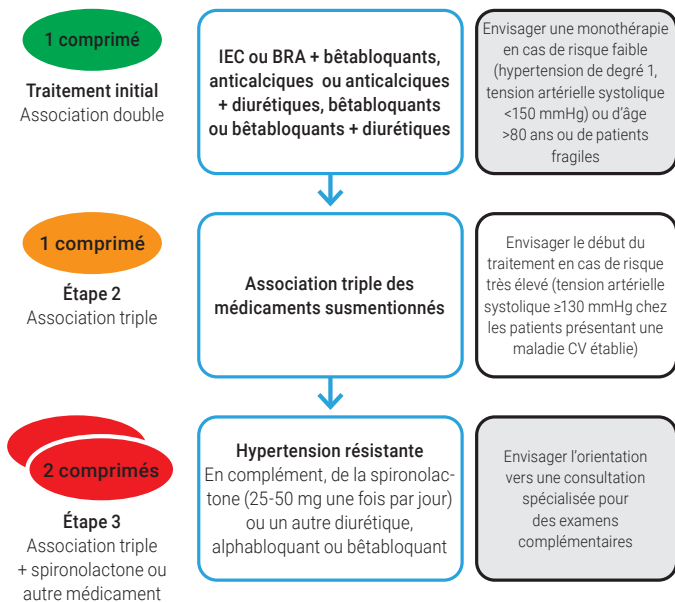 1 comprimé
Traitement initial
Association double
IEC ou BRA + bêtabloquants,
anticalciques ou anticalciques
+ diurétiques, bêtabloquants
ou bêtabloquants + diurétiques
Envisager une monothérapie
en cas de risque faible
(hypertension de degré 1,
tension artérielle systolique
<150 mmHg) ou d'âge
>80 ans ou de patients
fragiles
1 comprimé
Étape 2
Association triple
Association triple des
médicaments susmentionnés
Envisager le début du
traitement en cas de risque
très élevé (tension artérielle
systolique ≥130 mmHg chez
les patients présentant une
maladie CV établie)
2 comprimés
Étape 3
Association triple
+ spironolactone ou
autre médicament
Hypertension résistante
En complément, de la spironolac-
tone (25-50 mg une fois par jour)
ou un autre diurétique,
alphabloquant ou bêtabloquant
Envisager l'orientation
vers une consultation
spécialisée pour
des examens
complémentaires